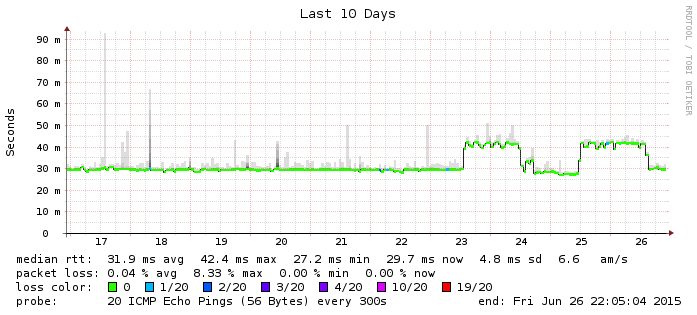 Last 10 Days
RRDTOOL / TOBI OETIKER
Seconds
90 m
80 m
70 m
60 m
50 m
40 m
30 m
20 m
10 m
0
17 18 19 20 21 22 23 24 25 26
median rtt: 31.9 ms avg 42.4 ms max 27.2 ms min 29.7 ms now 4.8 ms sd 6.6 am/s
packet loss: 0.04 % avg 8.33 % max 0.00 % min 0.00 % now
loss color: 0 1/20 2/20 3/20 4/20 10/20 19/20
probe: 20 ICMP Echo Pings (56 Bytes) every 300s end: Fri Jun 26 22:05:04 2015